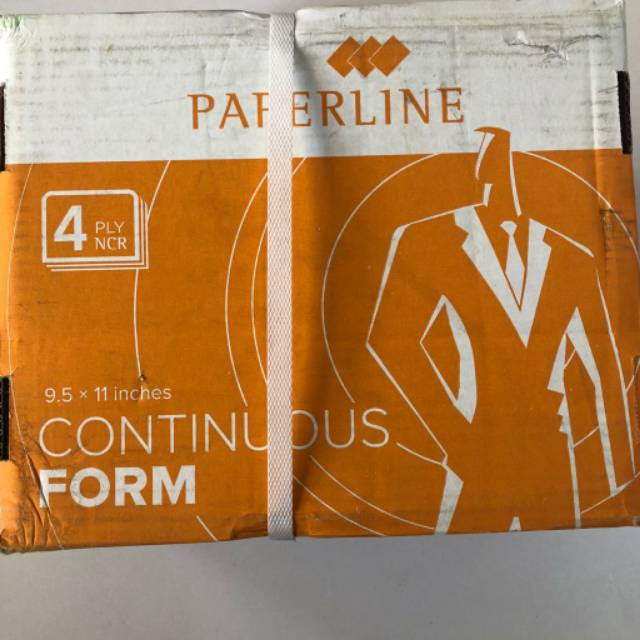 PAPERLINE
4 PLY
NCR
9.5 × 11 inches
CONTINUOUS
FORM